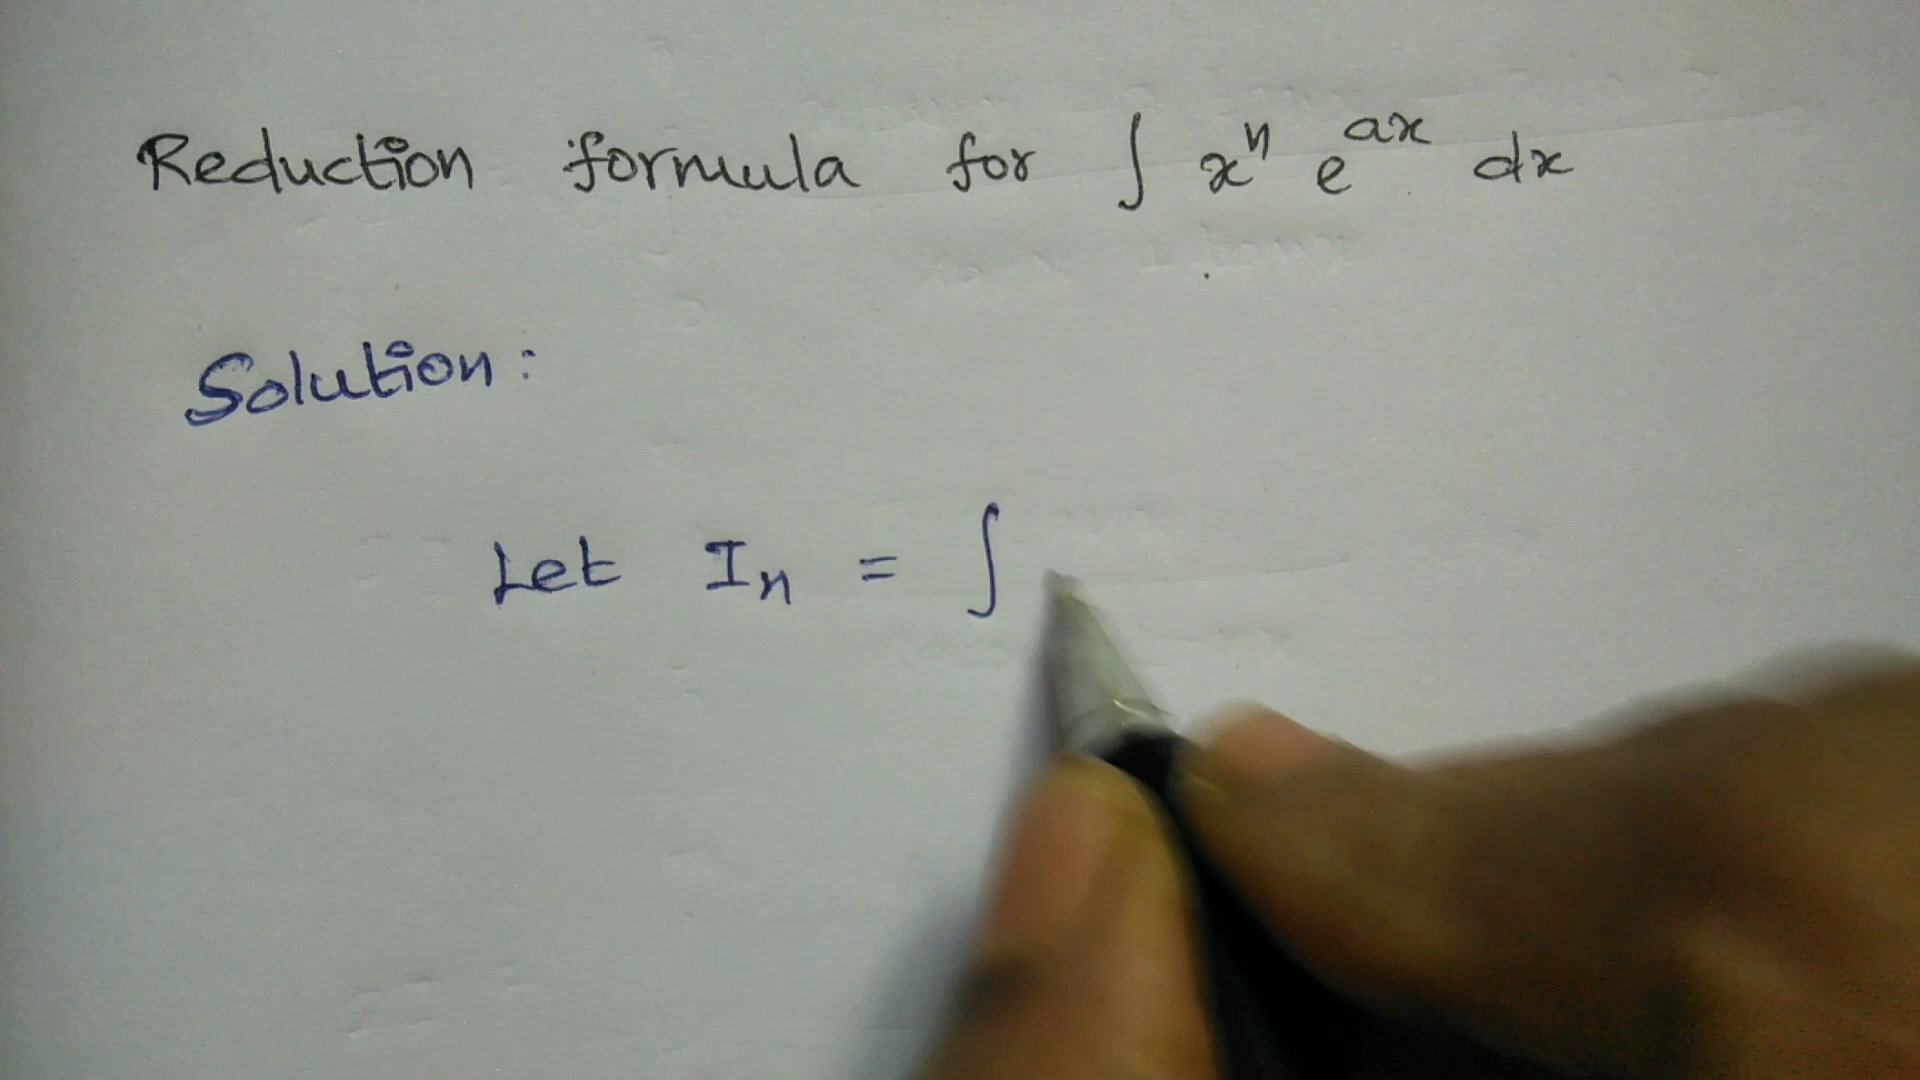 Reduction formula for ∫ xⁿ eᵃˣ dx
Solution:
Let Iₙ = ∫